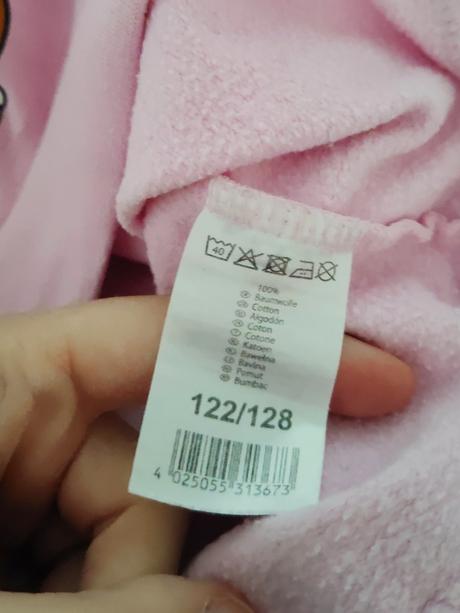 40
100%
Baumwolle
Cotton
Algodón
Coton
Cotone
Katoen
Bawełna
Bavlna
Pamut
Bumbac
122/128
4 025055 313673